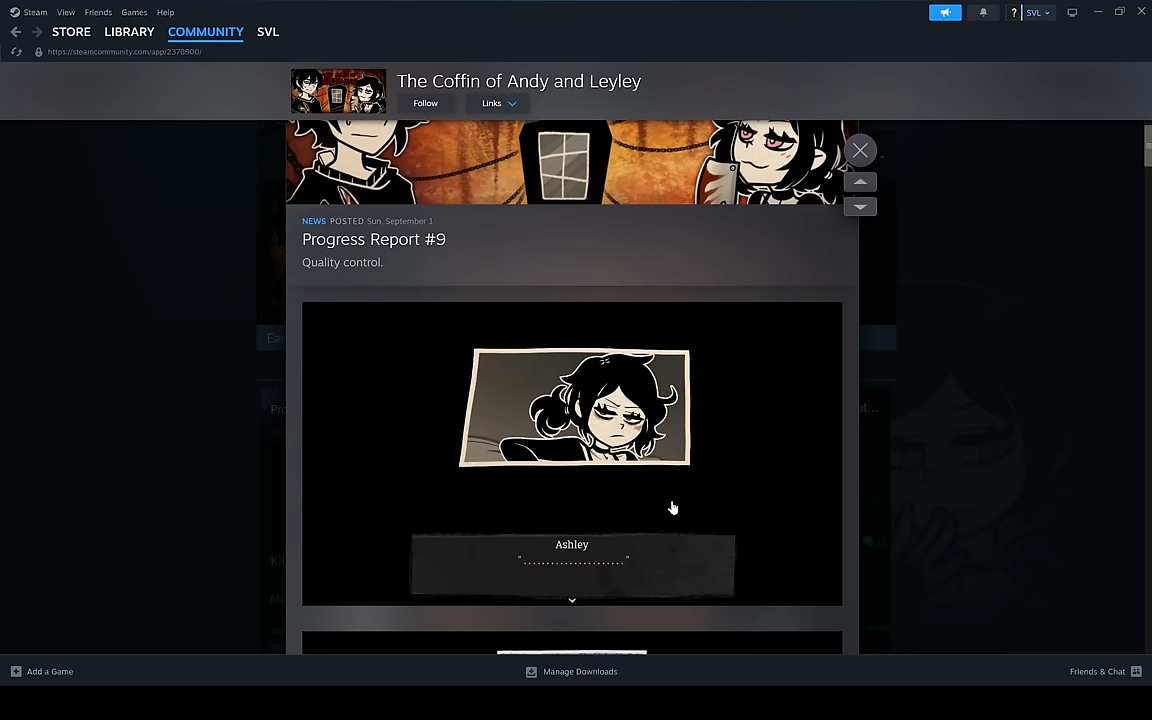 Steam View Friends Games Help
? SVL
STORE LIBRARY COMMUNITY SVL
https://steamcommunity.com/app/2378900/
The Coffin of Andy and Leyley
Follow Links
NEWS POSTED Sun, September 1
Progress Report #9
Quality control.
Ashley
"......................"
Add a Game Manage Downloads Friends & Chat